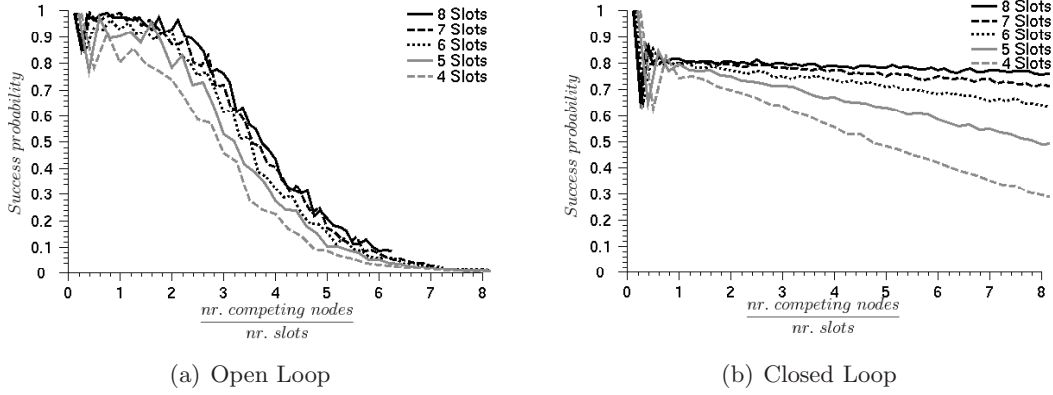 1
0.9
0.8
0.7
0.6
0.5
0.4
0.3
0.2
0.1
0
Success probability
8 Slots
7 Slots
6 Slots
5 Slots
4 Slots
0 1 2 3 4 5 6 7 8
nr. competing nodes
nr. slots
(a) Open Loop
1
0.9
0.8
0.7
0.6
0.5
0.4
0.3
0.2
0.1
0
Success probability
8 Slots
7 Slots
6 Slots
5 Slots
4 Slots
0 1 2 3 4 5 6 7 8
nr. competing nodes
nr. slots
(b) Closed Loop